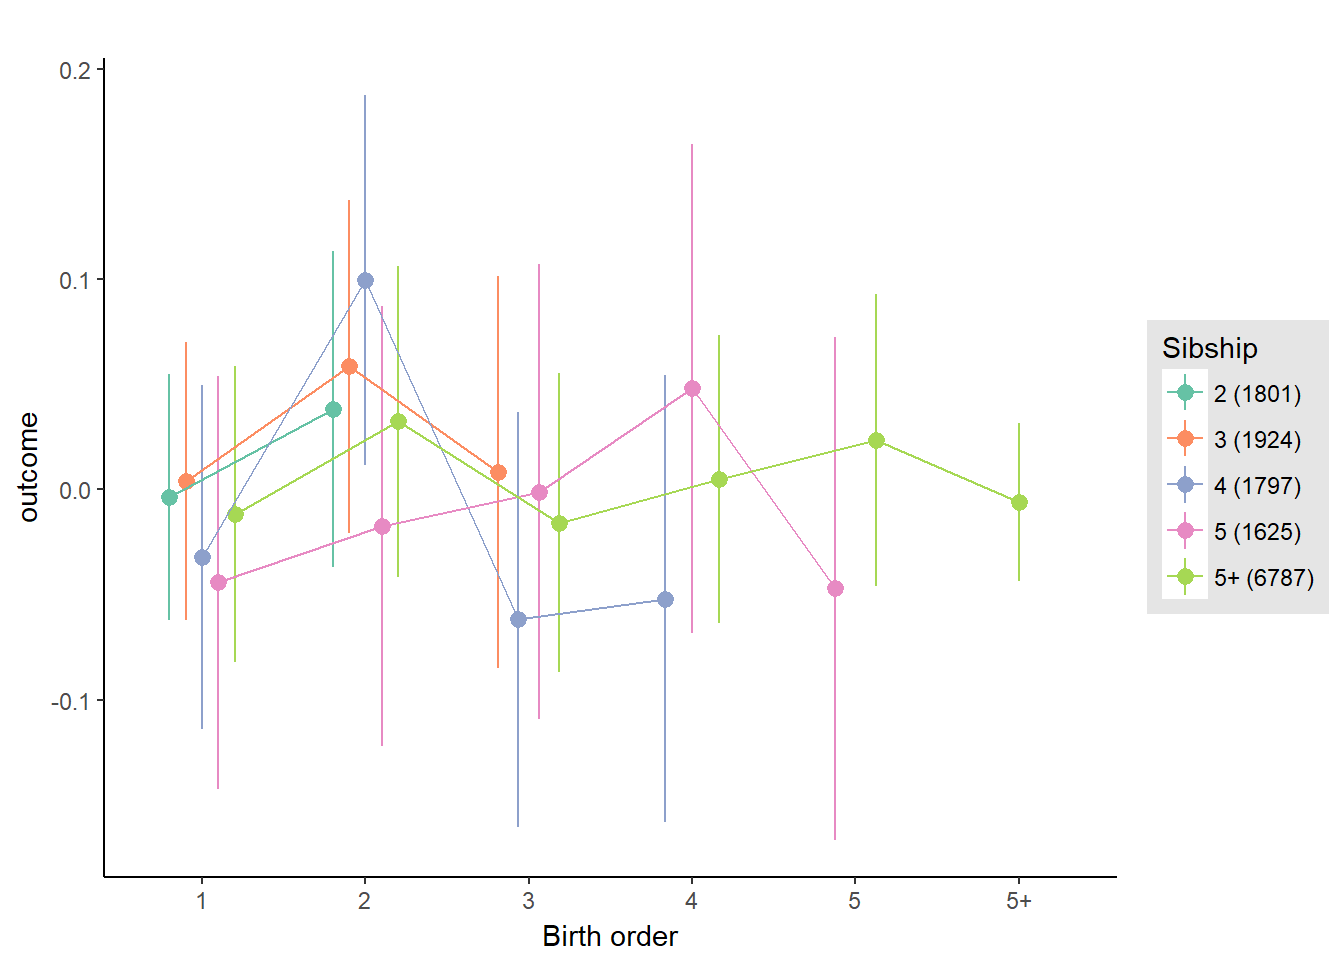 0.2
0.1
0.0
-0.1
outcome
1 2 3 4 5 5+
Birth order
Sibship
2 (1801)
3 (1924)
4 (1797)
5 (1625)
5+ (6787)